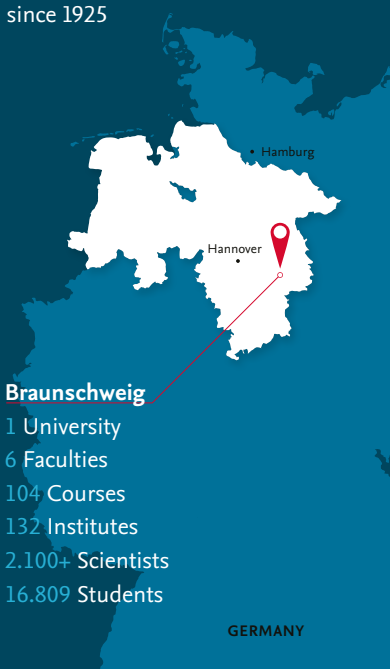 since 1925
Hamburg
Hannover
Braunschweig
1 University
6 Faculties
104 Courses
132 Institutes
2.100+ Scientists
16.809 Students
GERMANY